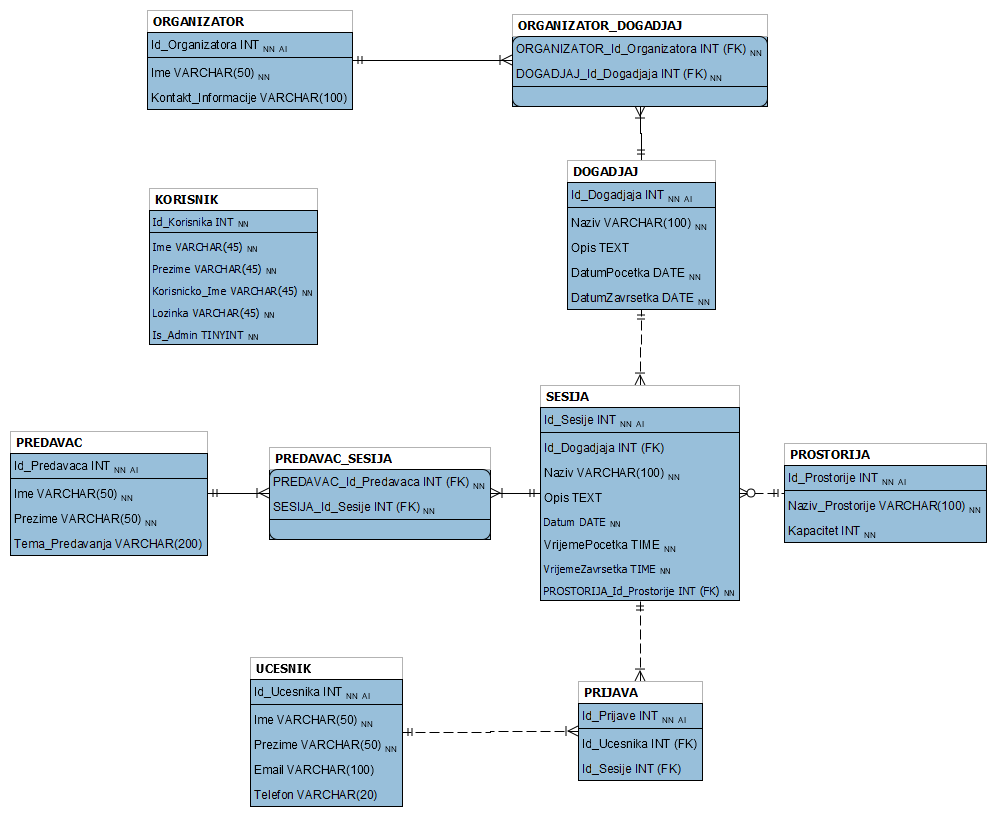 ORGANIZATOR
Id_Organizatora INT NN AI
Ime VARCHAR(50) NN
Kontakt_Informacije VARCHAR(100)
ORGANIZATOR_DOGADJAJ
ORGANIZATOR_Id_Organizatora INT (FK) NN
DOGADJAJ_Id_Dogadjaja INT (FK) NN
KORISNIK
Id_Korisnika INT NN
Ime VARCHAR(45) NN
Prezime VARCHAR(45) NN
Korisnicko_Ime VARCHAR(45) NN
Lozinka VARCHAR(45) NN
Is_Admin TINYINT NN
DOGADJAJ
Id_Dogadjaja INT NN AI
Naziv VARCHAR(100) NN
Opis TEXT
DatumPocetka DATE NN
DatumZavrsetka DATE NN
PREDAVAC
Id_Predavaca INT NN AI
Ime VARCHAR(50) NN
Prezime VARCHAR(50) NN
Tema_Predavanja VARCHAR(200)
PREDAVAC_SESIJA
PREDAVAC_Id_Predavaca INT (FK) NN
SESIJA_Id_Sesije INT (FK) NN
SESIJA
Id_Sesije INT NN AI
Id_Dogadjaja INT (FK)
Naziv VARCHAR(100) NN
Opis TEXT
Datum DATE NN
VrijemePocetka TIME NN
VrijemeZavrsetka TIME NN
PROSTORIJA_Id_Prostorije INT (FK) NN
PROSTORIJA
Id_Prostorije INT NN AI
Naziv_Prostorije VARCHAR(100) NN
Kapacitet INT NN
UCESNIK
Id_Ucesnika INT NN AI
Ime VARCHAR(50) NN
Prezime VARCHAR(50) NN
Email VARCHAR(100)
Telefon VARCHAR(20)
PRIJAVA
Id_Prijave INT NN AI
Id_Ucesnika INT (FK)
Id_Sesije INT (FK)